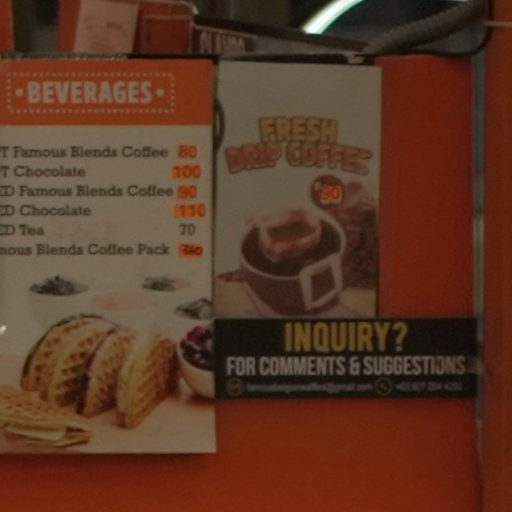 • BEVERAGES •
T Famous Blends Coffee 80
T Chocolate 100
ED Famous Blends Coffee 90
ED Chocolate 110
ED Tea 70
mous Blends Coffee Pack
FRESH
DRIP COFFEE
90
INQUIRY?
FOR COMMENTS & SUGGESTIONS